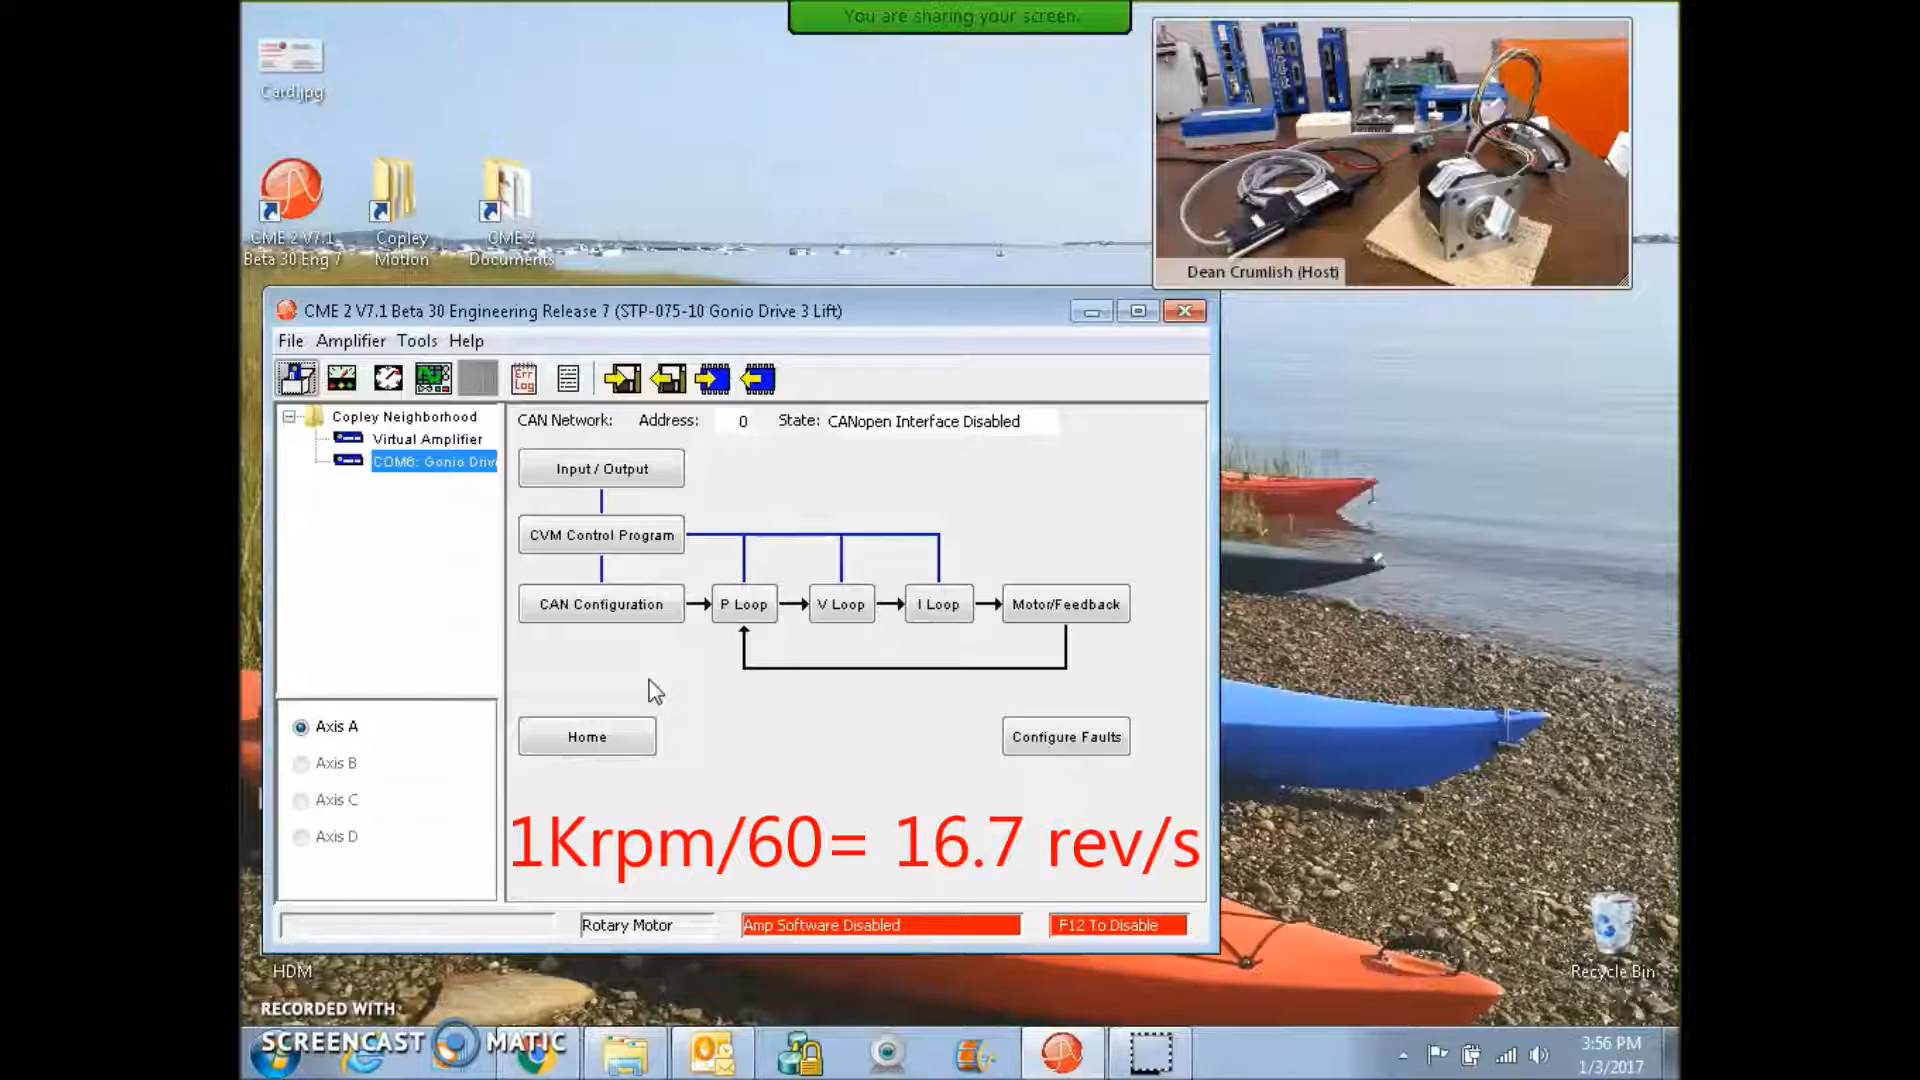 You are sharing your screen.
Card.jpg
CME 2 V7.1
Beta 30 Eng 7
Copley
Motion
CME 2
Documents
Dean Crumlish (Host)
CME 2 V7.1 Beta 30 Engineering Release 7 (STP-075-10 Gonio Drive 3 Lift)
File Amplifier Tools Help
Err
Log
Copley Neighborhood
Virtual Amplifier
COM6: Gonio Driv
CAN Network: Address: 0 State: CANopen Interface Disabled
Input / Output
CVM Control Program
CAN Configuration P Loop V Loop I Loop Motor/Feedback
Home Configure Faults
Axis A
Axis B
Axis C
Axis D
1Krpm/60= 16.7 rev/s
Rotary Motor Amp Software Disabled F12 To Disable
HDM
Recycle Bin
RECORDED WITH
SCREENCAST MATIC
3:56 PM
1/3/2017